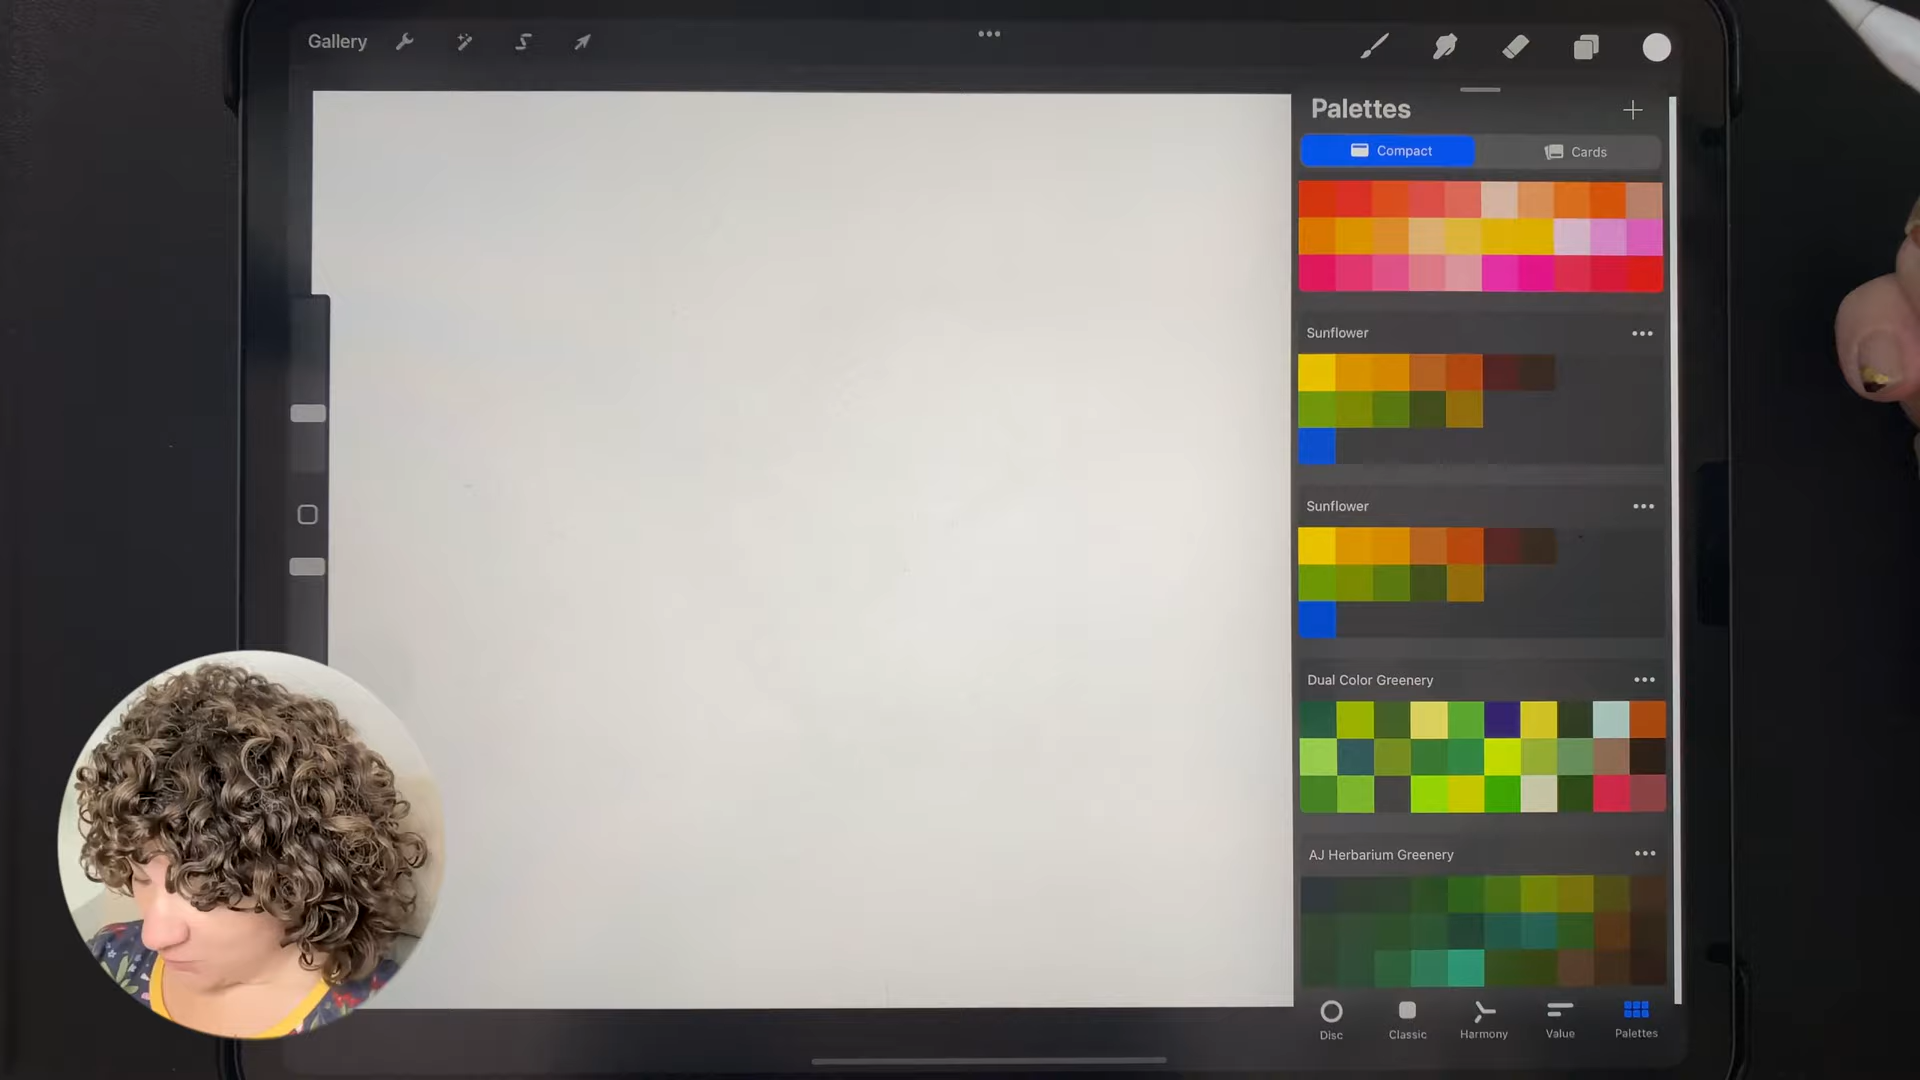 Gallery
Palettes
Compact
Cards
Sunflower
Sunflower
Dual Color Greenery
AJ Herbarium Greenery
Disc
Classic
Harmony
Value
Palettes